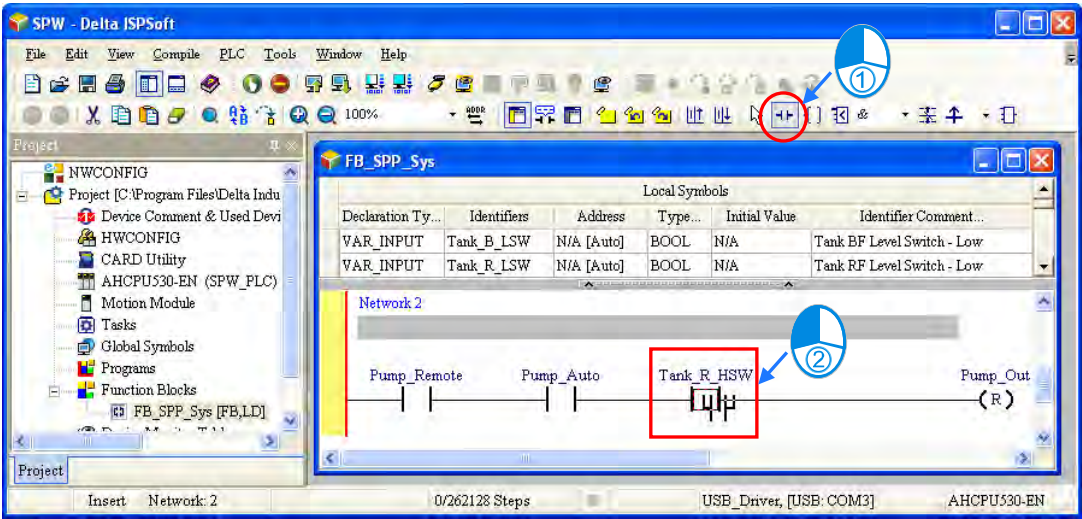 SPW - Delta ISPSoft
File Edit View Compile PLC Tools Window Help
①
100%
Project
NWCONFIG
Project [C:\Program Files\Delta Indu
Device Comment & Used Devi
HWCONFIG
CARD Utility
AHCPU530-EN (SPW_PLC)
Motion Module
Tasks
Global Symbols
Programs
Function Blocks
FB_SPP_Sys [FB,LD]
Project
FB_SPP_Sys
Local Symbols
Declaration Ty... Identifiers Address Type... Initial Value Identifier Comment...
VAR_INPUT Tank_B_LSW N/A [Auto] BOOL N/A Tank BF Level Switch - Low
VAR_INPUT Tank_R_LSW N/A [Auto] BOOL N/A Tank RF Level Switch - Low
Network 2
②
Pump_Remote Pump_Auto Tank_R_HSW Pump_Out
(R)
Insert Network: 2 0/262128 Steps USB_Driver, [USB: COM3] AHCPU530-EN